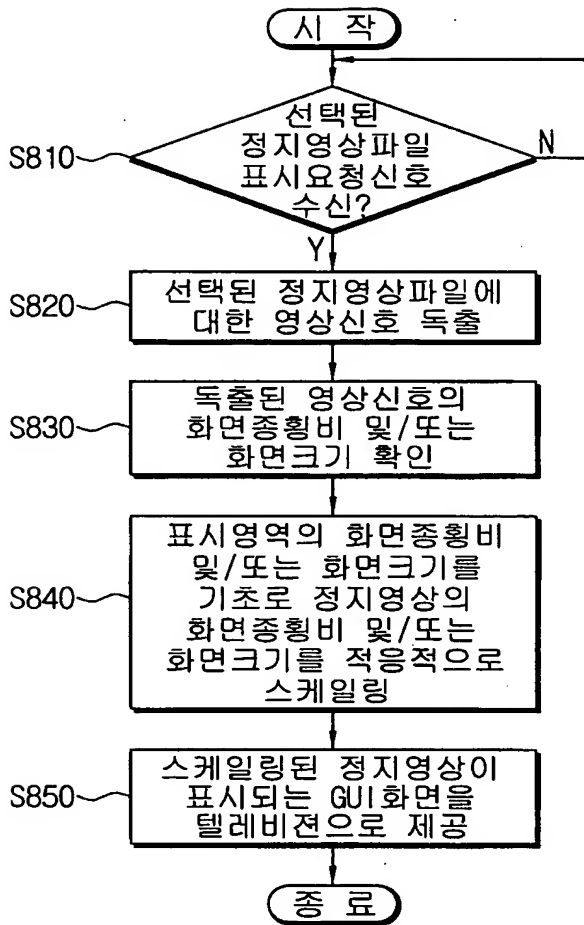 시 작
S810
선택된
정지영상파일
표시요청신호
수신?
N
Y
S820
선택된 정지영상파일에
대한 영상신호 독출
S830
독출된 영상신호의
화면종횡비 및/또는
화면크기 확인
S840
표시영역의 화면종횡비
및/또는 화면크기를
기초로 정지영상의
화면종횡비 및/또는
화면크기를 적응적으로
스케일링
S850
스케일링된 정지영상이
표시되는 GUI화면을
텔레비젼으로 제공
종 료